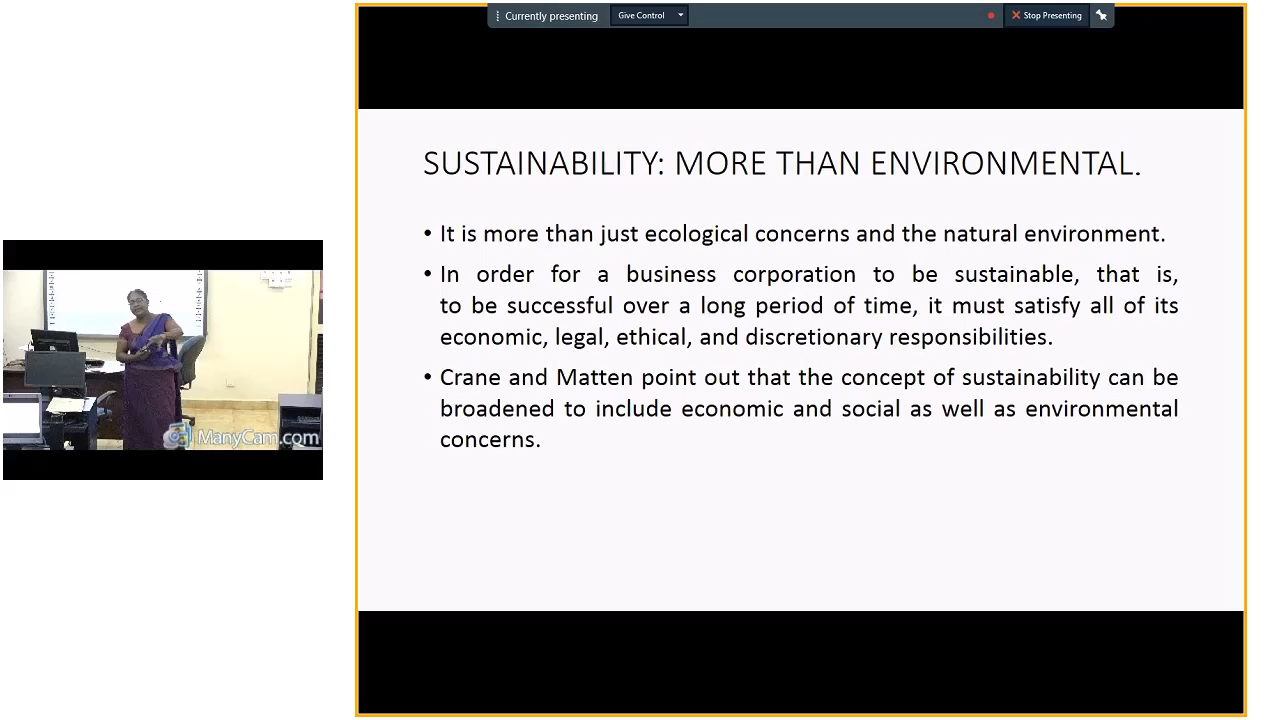 Currently presenting
Give Control
Stop Presenting
SUSTAINABILITY: MORE THAN ENVIRONMENTAL.
• It is more than just ecological concerns and the natural environment.
• In order for a business corporation to be sustainable, that is,
to be successful over a long period of time, it must satisfy all of its
economic, legal, ethical, and discretionary responsibilities.
• Crane and Matten point out that the concept of sustainability can be
broadened to include economic and social as well as environmental
concerns.
ManyCam.com